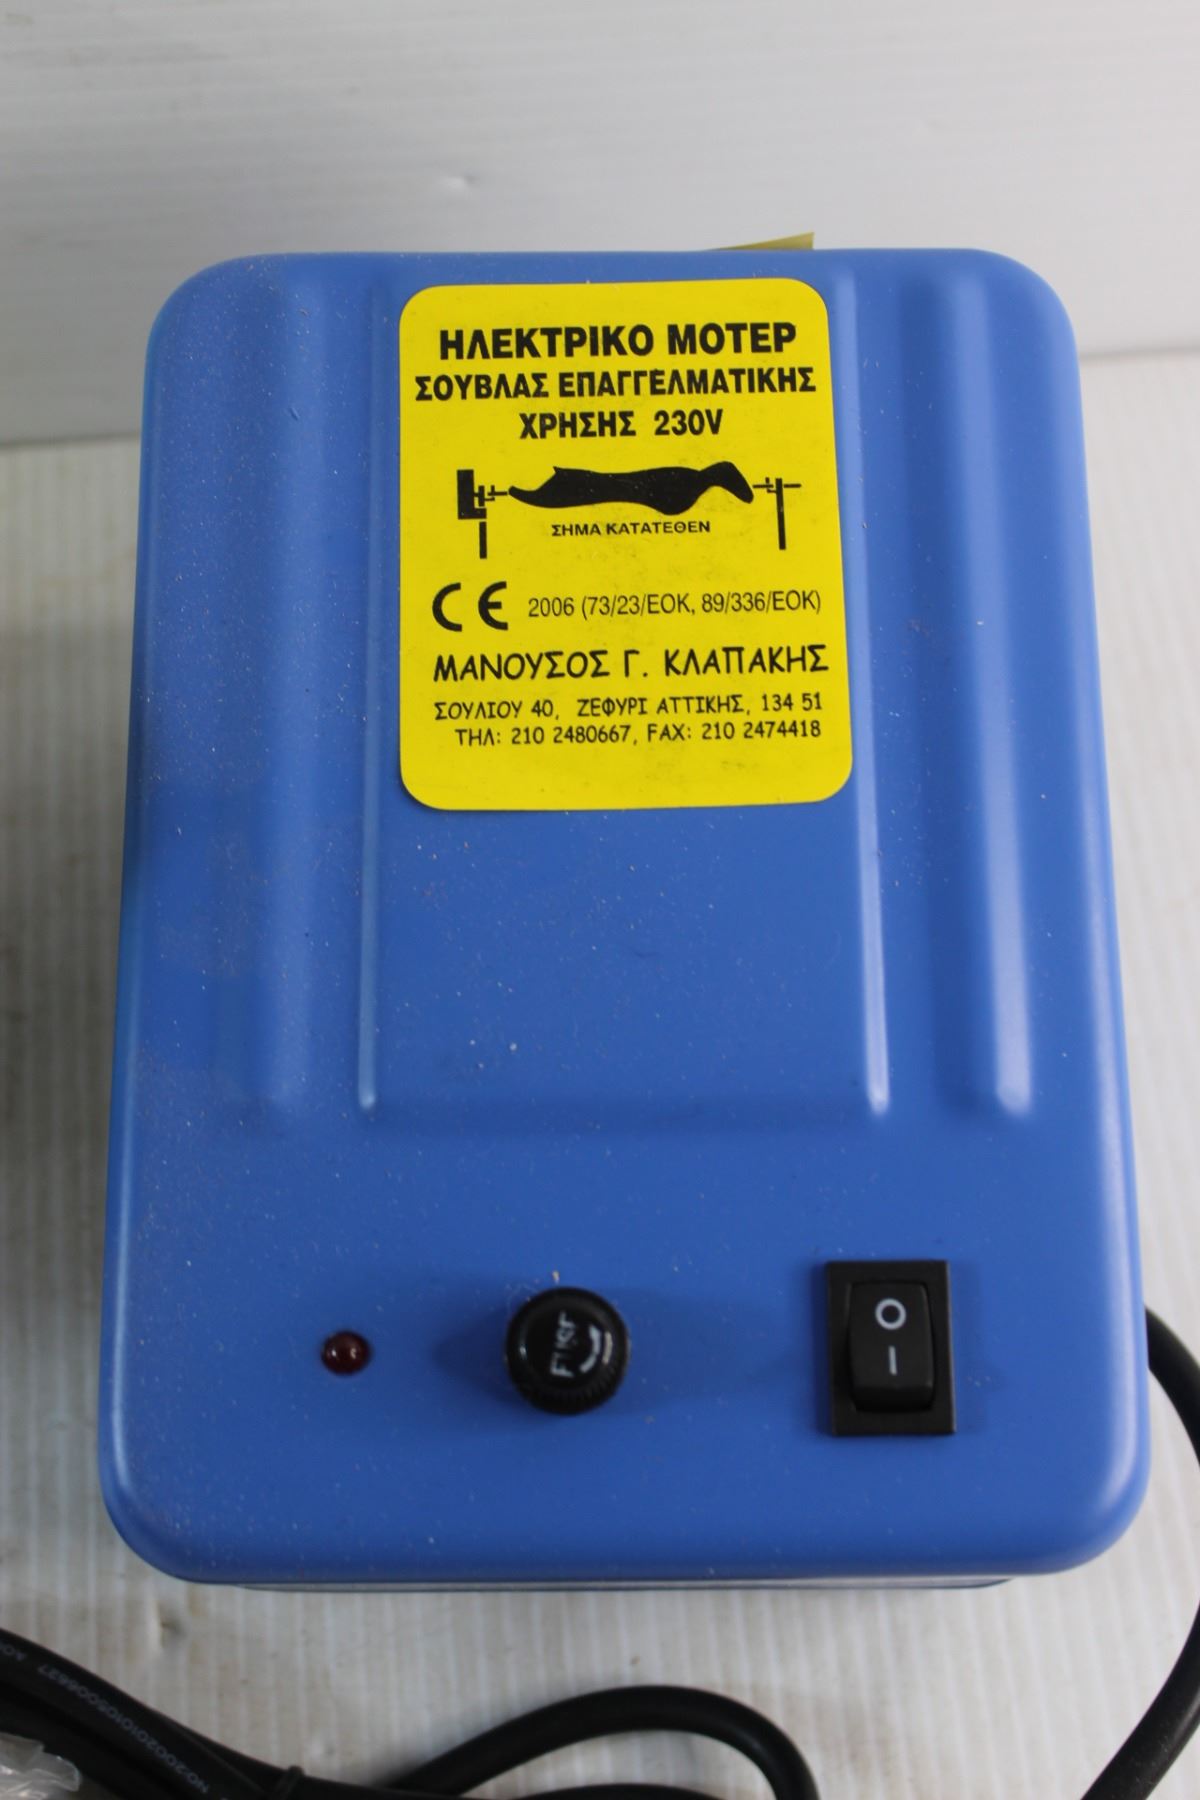 ΗΛΕΚΤΡΙΚΟ ΜΟΤΕΡ
ΣΟΥΒΛΑΣ ΕΠΑΓΓΕΛΜΑΤΙΚΗΣ
ΧΡΗΣΗΣ 230V
ΣΗΜΑ ΚΑΤΑΤΕΘΕΝ
CE 2006 (73/23/ΕΟΚ, 89/336/ΕΟΚ)
ΜΑΝΟΥΣΟΣ Γ. ΚΛΑΠΑΚΗΣ
ΣΟΥΛΙΟΥ 40, ΖΕΦΥΡΙ ΑΤΤΙΚΗΣ, 134 51
ΤΗΛ: 210 2480667, FAX: 210 2474418
FUSE
O
I